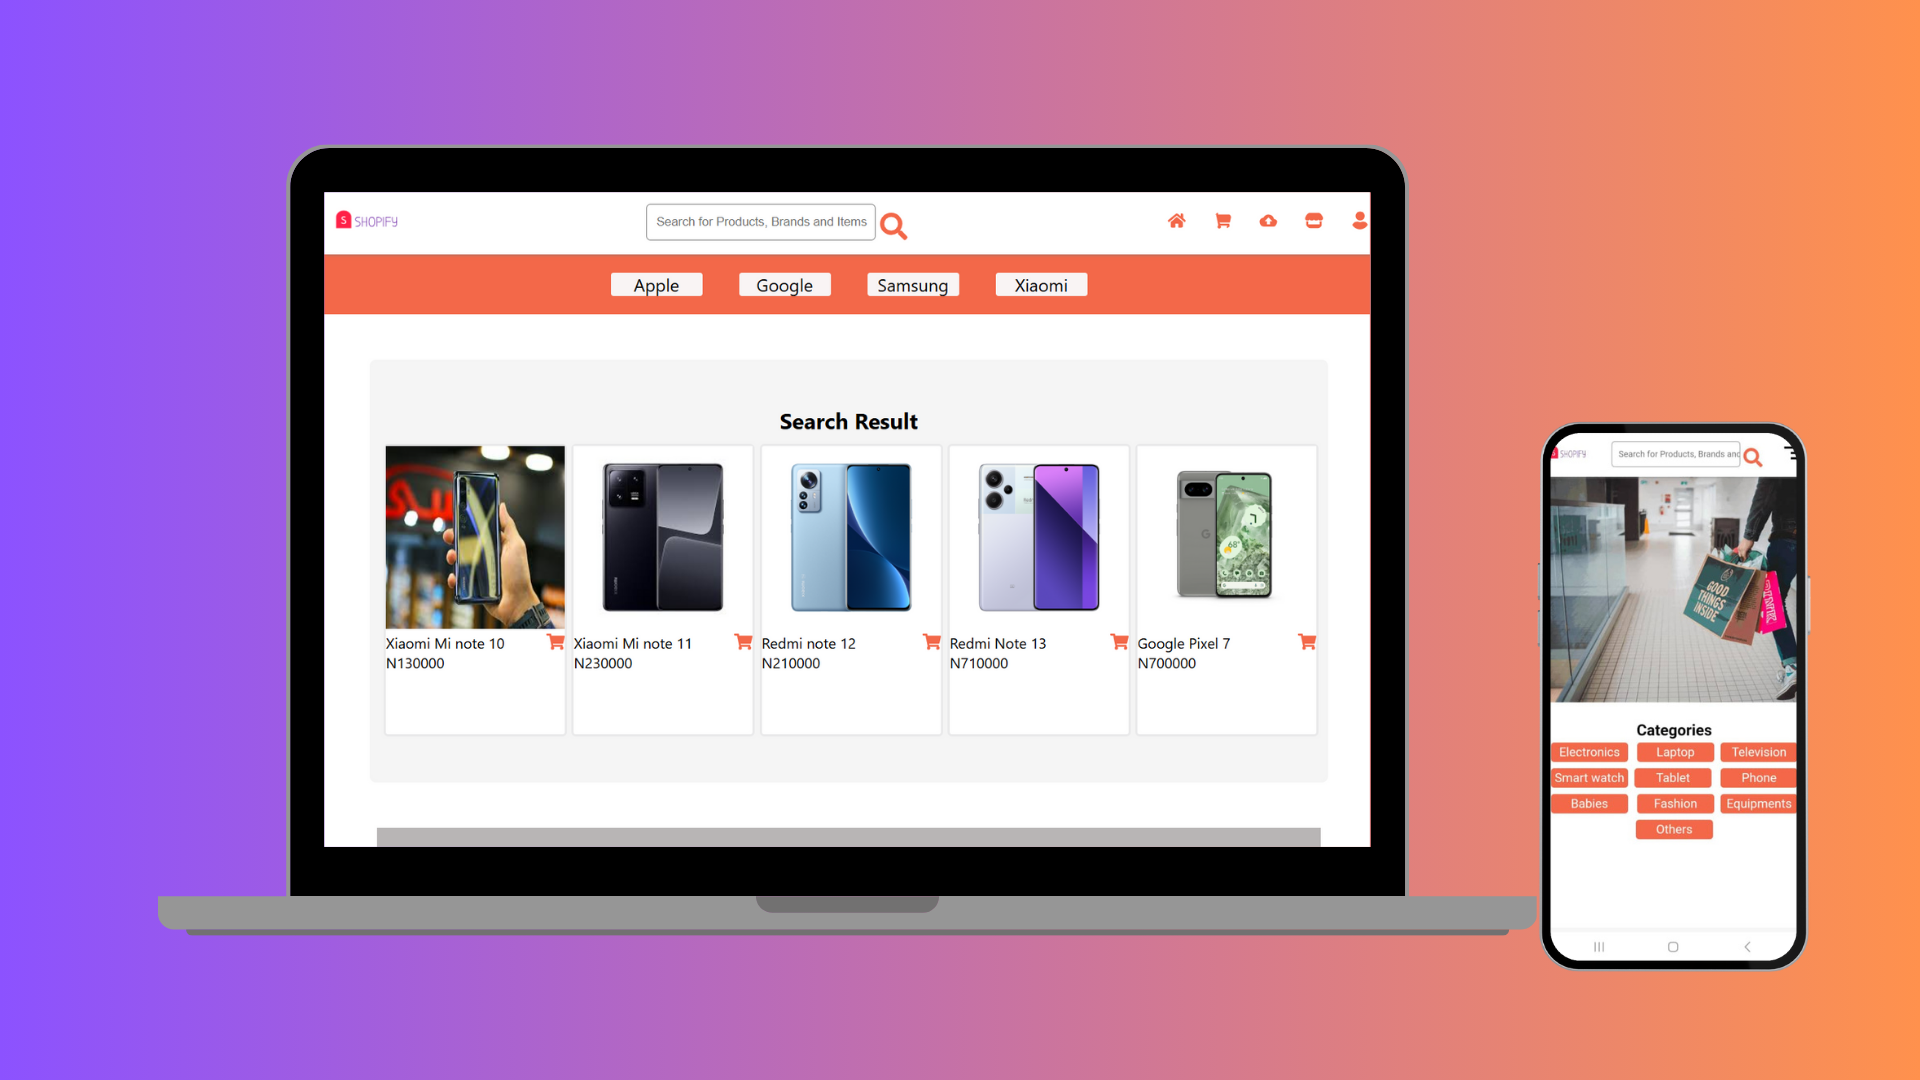 S SHOPIFY
Search for Products, Brands and Items
Apple
Google
Samsung
Xiaomi
Search Result
68°
G
Xiaomi Mi note 10
N130000
Xiaomi Mi note 11
N230000
Redmi note 12
N210000
Redmi Note 13
N710000
Google Pixel 7
N700000
SHOPIFY
Search for Products, Brands and
GOOD
THINGS
INSIDE
PINK
Categories
Electronics
Laptop
Television
Smart watch
Tablet
Phone
Babies
Fashion
Equipments
Others